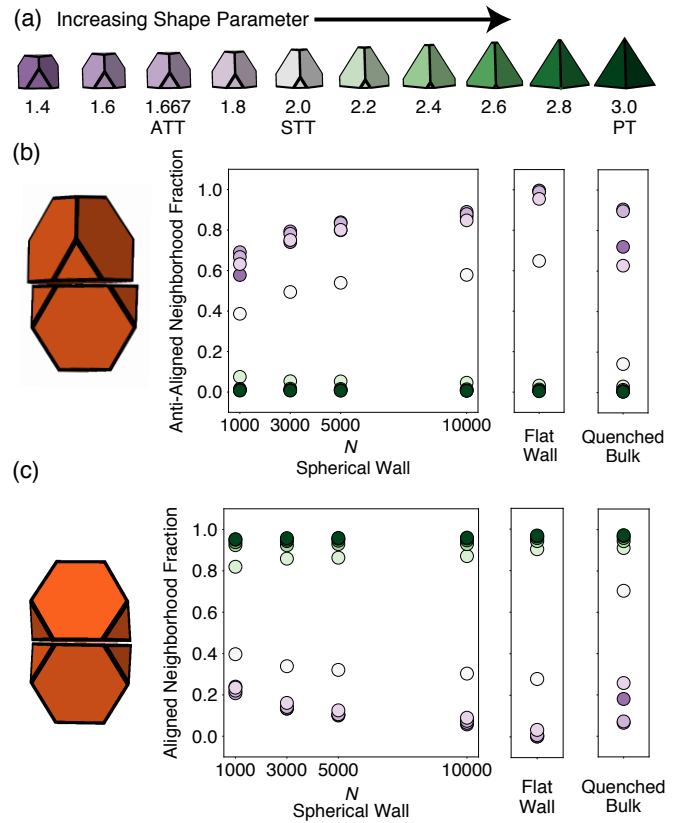 (a) Increasing Shape Parameter
1.4 1.6 1.667 1.8 2.0 2.2 2.4 2.6 2.8 3.0
ATT STT PT
(b)
Anti-Aligned Neighborhood Fraction
1.0
0.8
0.6
0.4
0.2
0.0
1000 3000 5000 10000
N
Spherical Wall
Flat
Wall
Quenched
Bulk
(c)
Aligned Neighborhood Fraction
1.0
0.8
0.6
0.4
0.2
0.0
1000 3000 5000 10000
N
Spherical Wall
Flat
Wall
Quenched
Bulk